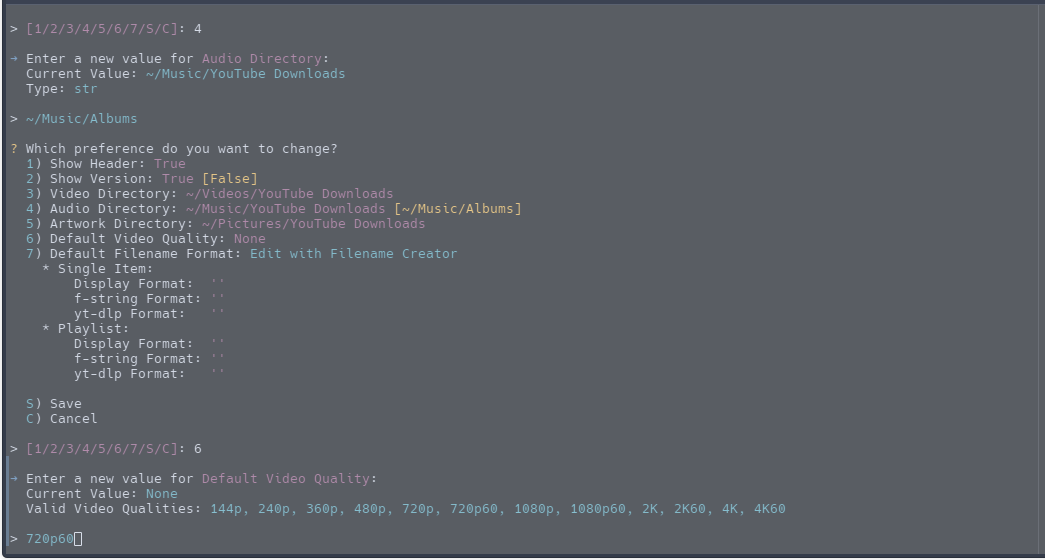 > [1/2/3/4/5/6/7/S/C]: 4
→ Enter a new value for Audio Directory:
Current Value: ~/Music/YouTube Downloads
Type: str
> ~/Music/Albums
? Which preference do you want to change?
1) Show Header: True
2) Show Version: True [False]
3) Video Directory: ~/Videos/YouTube Downloads
4) Audio Directory: ~/Music/YouTube Downloads [~/Music/Albums]
5) Artwork Directory: ~/Pictures/YouTube Downloads
6) Default Video Quality: None
7) Default Filename Format: Edit with Filename Creator
* Single Item:
Display Format: ''
f-string Format: ''
yt-dlp Format: ''
* Playlist:
Display Format: ''
f-string Format: ''
yt-dlp Format: ''
S) Save
C) Cancel
> [1/2/3/4/5/6/7/S/C]: 6
→ Enter a new value for Default Video Quality:
Current Value: None
Valid Video Qualities: 144p, 240p, 360p, 480p, 720p, 720p60, 1080p, 1080p60, 2K, 2K60, 4K, 4K60
> 720p60